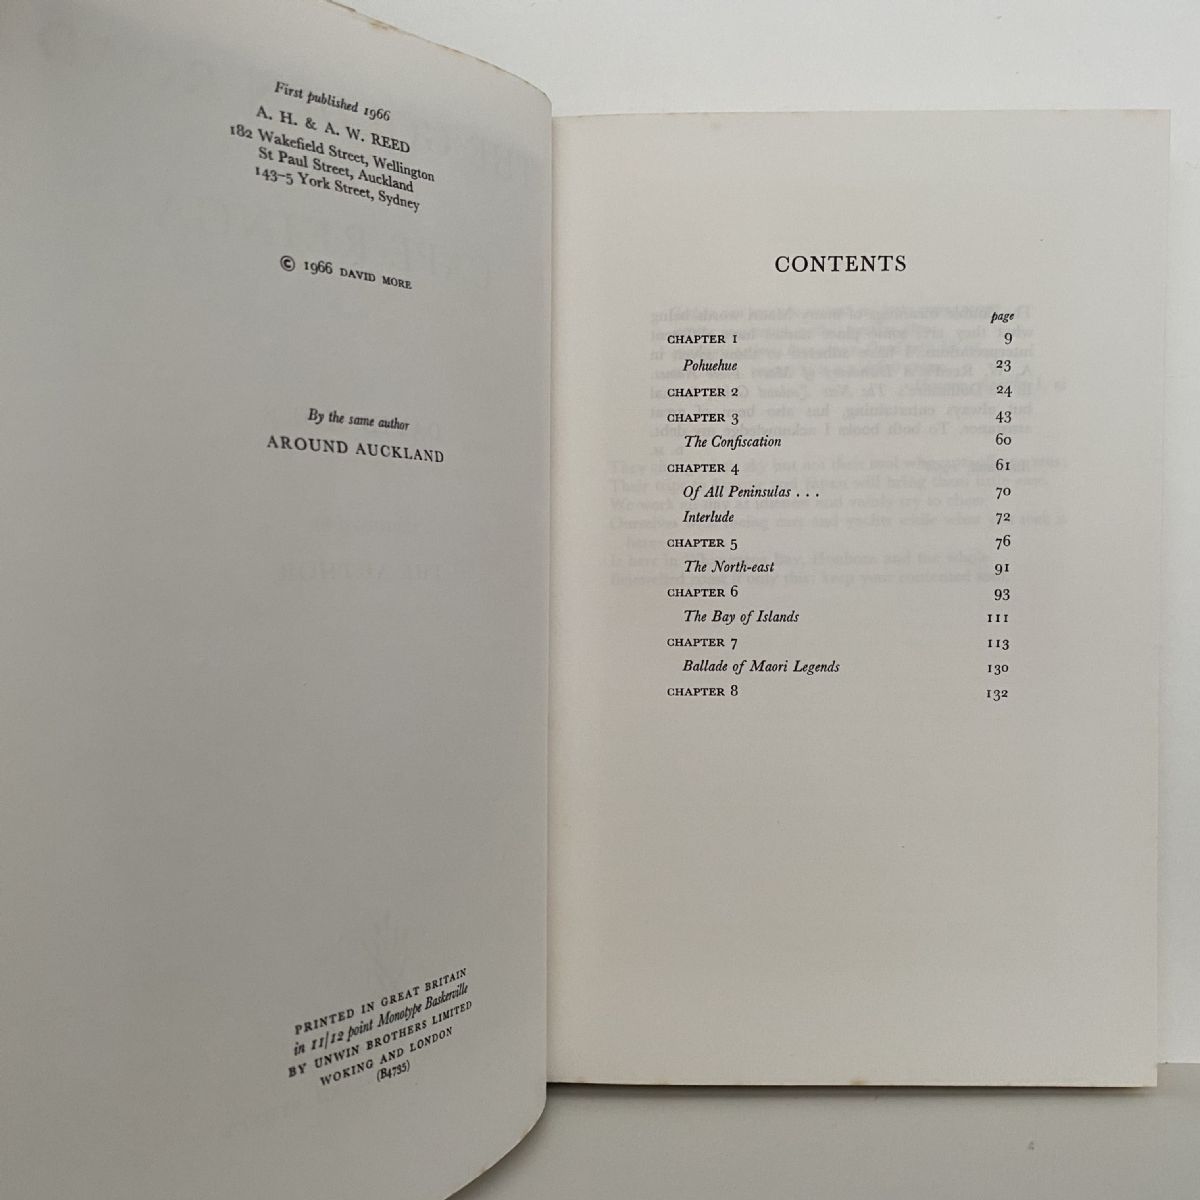 First published 1966
A. H. & A. W. REED
182 Wakefield Street, Wellington
St Paul Street, Auckland
143–5 York Street, Sydney
© 1966 DAVID MORE
By the same author
AROUND AUCKLAND
PRINTED IN GREAT BRITAIN
in 11/12 point Monotype Baskerville
BY UNWIN BROTHERS LIMITED
WOKING AND LONDON
(B4735)
CONTENTS
page
CHAPTER 1 9
Pohuehue 23
CHAPTER 2 24
CHAPTER 3 43
The Confiscation 60
CHAPTER 4 61
Of All Peninsulas . . . 70
Interlude 72
CHAPTER 5 76
The North-east 91
CHAPTER 6 93
The Bay of Islands 111
CHAPTER 7 113
Ballade of Maori Legends 130
CHAPTER 8 132